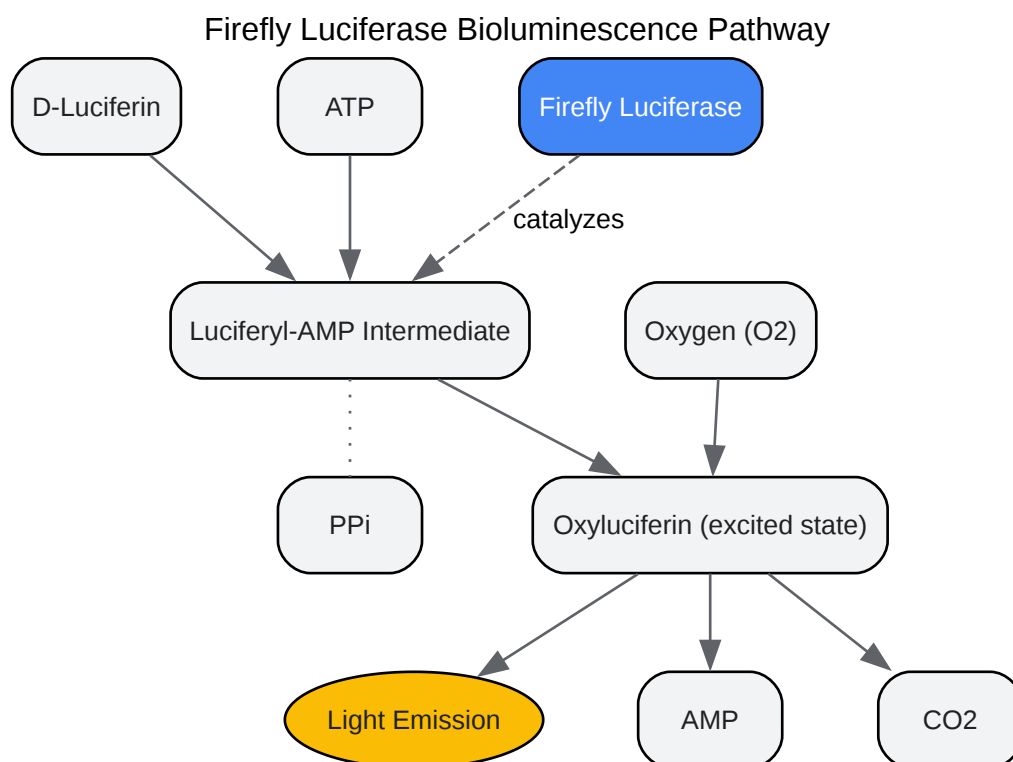 Firefly Luciferase Bioluminescence Pathway
D-Luciferin
ATP
Firefly Luciferase
catalyzes
Luciferyl-AMP Intermediate
Oxygen (O2)
PPi
Oxyluciferin (excited state)
Light Emission
AMP
CO2